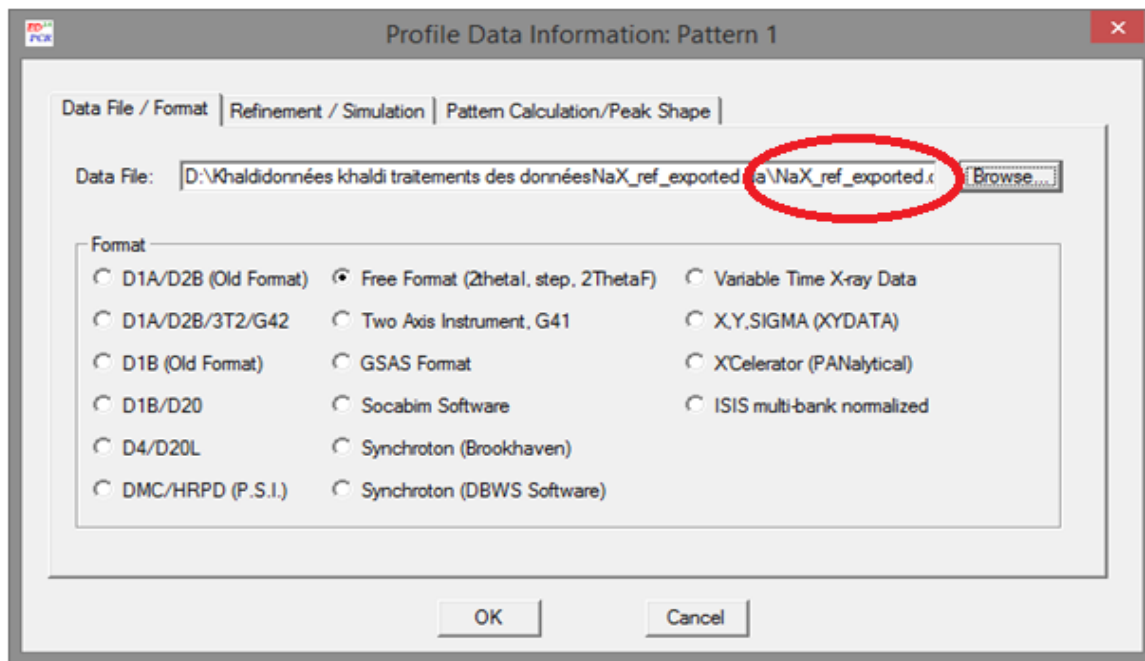 ED
PCR
Profile Data Information: Pattern 1
Data File / Format Refinement / Simulation Pattern Calculation/Peak Shape
Data File: D:\Khaldidonnées khaldi traitements des donnéesNaX_ref_exported \NaX_ref_exported.c Browse...
Format
D1A/D2B (Old Format) Free Format (2thetaI, step, 2ThetaF) Variable Time X-ray Data
D1A/D2B/3T2/G42 Two Axis Instrument, G41 X,Y,SIGMA (XYDATA)
D1B (Old Format) GSAS Format X'Celerator (PANalytical)
D1B/D20 Socabim Software ISIS multi-bank normalized
D4/D20L Synchroton (Brookhaven)
DMC/HRPD (P.S.I.) Synchroton (DBWS Software)
OK Cancel